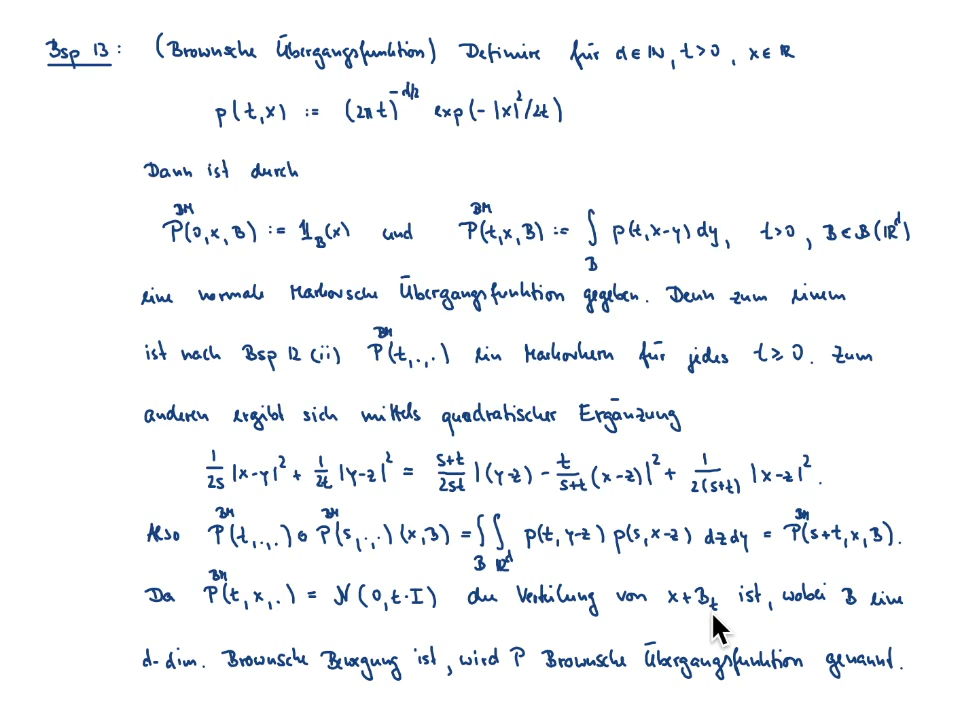 Bsp 13: (Brownsche Übergangsfunktion) Definiere für d ∈ ℕ, t>0, x ∈ ℝ
p(t,x) := (2πt)^{-d/2} exp(-|x|²/2t)
Dann ist durch
P^{BM}(0,x,B) := 𝟙_B(x) und P^{BM}(t,x,B) := ∫_B p(t,x-y) dy, t>0, B ∈ B(ℝ^d)
eine normale Markovsche Übergangsfunktion gegeben. Denn zum einem
ist nach Bsp 12 (ii) P^{BM}(t,.,.) ein Markovkern für jedes t ≥ 0. Zum
anderen ergibt sich mittels quadratischer Ergänzung
1/2s |x-y|² + 1/2t |y-z|² = s+t/2st |(y-z) - t/s+t (x-z)|² + 1/2(s+t) |x-z|².
Also P^{BM}(t,.,.) ∘ P^{BM}(s,.,.)(x,B) = ∫_B ∫_{ℝ^d} p(t,y-z) p(s,x-z) dz dy = P^{BM}(s+t,x,B).
Da P^{BM}(t,x,.) = N(0,t·I) die Verteilung von x+B_t ist, wobei B eine
d-dim. Brownsche Bewegung ist, wird P Brownsche Übergangsfunktion genannt.